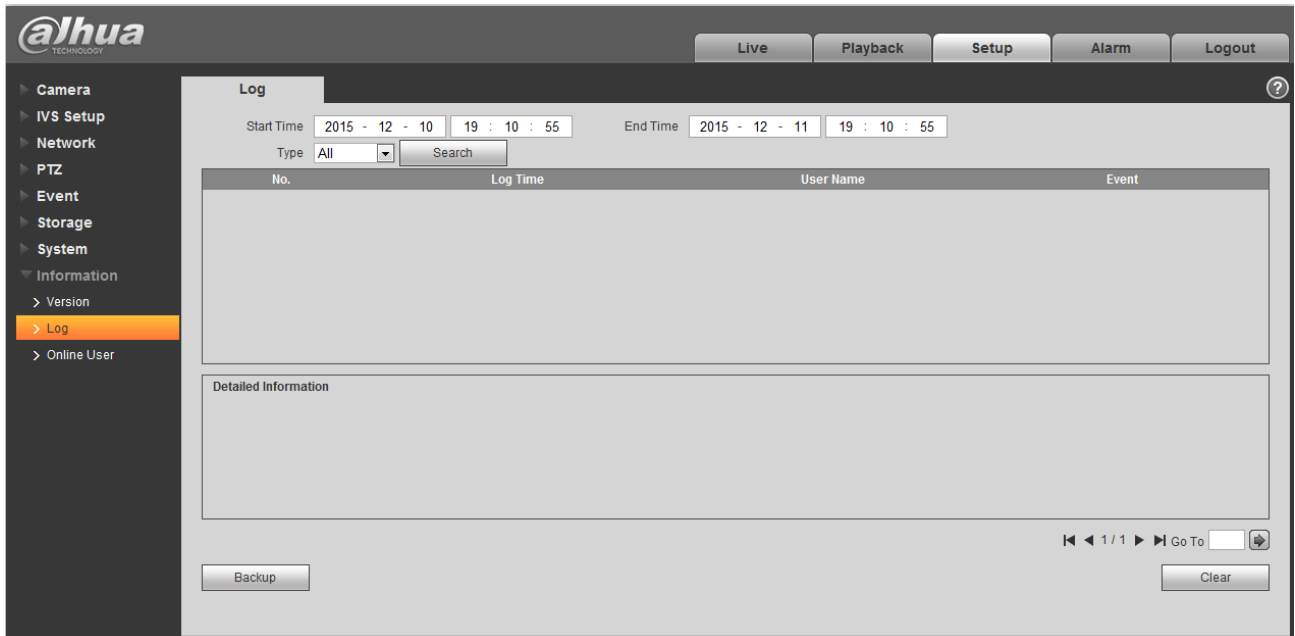 alhua
TECHNOLOGY
Live Playback Setup Alarm Logout
Camera
IVS Setup
Network
PTZ
Event
Storage
System
Information
> Version
> Log
> Online User
Log ?
Start Time 2015 - 12 - 10 19 : 10 : 55 End Time 2015 - 12 - 11 19 : 10 : 55
Type All Search
No. Log Time User Name Event
Detailed Information
1 / 1 Go To
Backup Clear